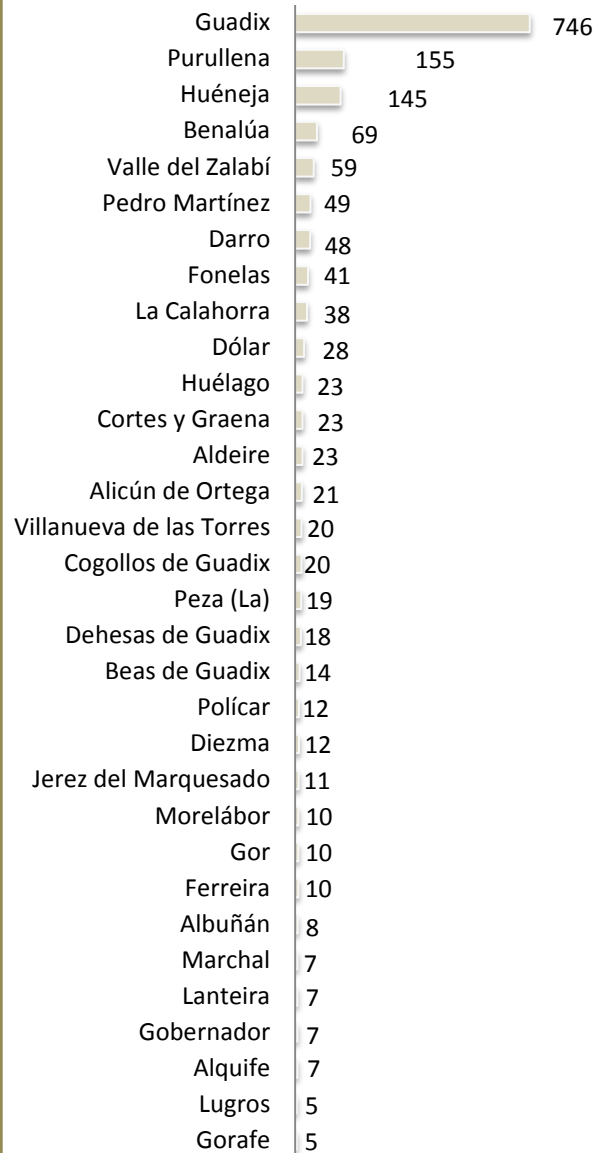 Guadix 746
Purullena 155
Huéneja 145
Benalúa 69
Valle del Zalabí 59
Pedro Martínez 49
Darro 48
Fonelas 41
La Calahorra 38
Dólar 28
Huélago 23
Cortes y Graena 23
Aldeire 23
Alicún de Ortega 21
Villanueva de las Torres 20
Cogollos de Guadix 20
Peza (La) 19
Dehesas de Guadix 18
Beas de Guadix 14
Polícar 12
Diezma 12
Jerez del Marquesado 11
Morelábor 10
Gor 10
Ferreira 10
Albuñán 8
Marchal 7
Lanteira 7
Gobernador 7
Alquife 7
Lugros 5
Gorafe 5